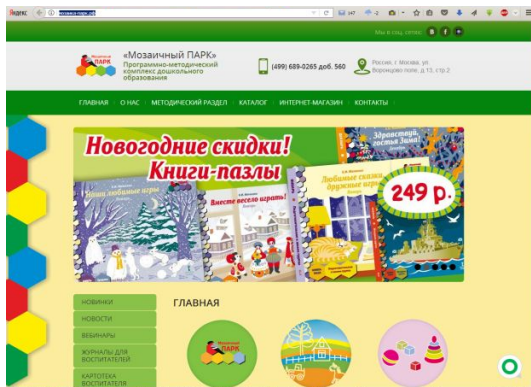 Яндекс
мозаика-парк.рф
Мы в соц. сетях:
Мозаичный ПАРК
«Мозаичный ПАРК»
Программно-методический
комплекс дошкольного
образования
(499) 689-0265 доб. 560
Россия, г. Москва, ул.
Воронцово поле, д.13, стр.2
ГЛАВНАЯ О НАС МЕТОДИЧЕСКИЙ РАЗДЕЛ КАТАЛОГ ИНТЕРНЕТ-МАГАЗИН КОНТАКТЫ
Новогодние скидки!
Книги-пазлы
Здравствуй,
гостья Зима!
Наши любимые игры
Вместе весело играть!
Любимые сказки,
дружные игры
249 р.
НОВИНКИ
НОВОСТИ
ВЕБИНАРЫ
ЖУРНАЛЫ ДЛЯ
ВОСПИТАТЕЛЕЙ
КАРТОТЕКА
ВОСПИТАТЕЛЯ
ГЛАВНАЯ
Мозаичный
ПАРК